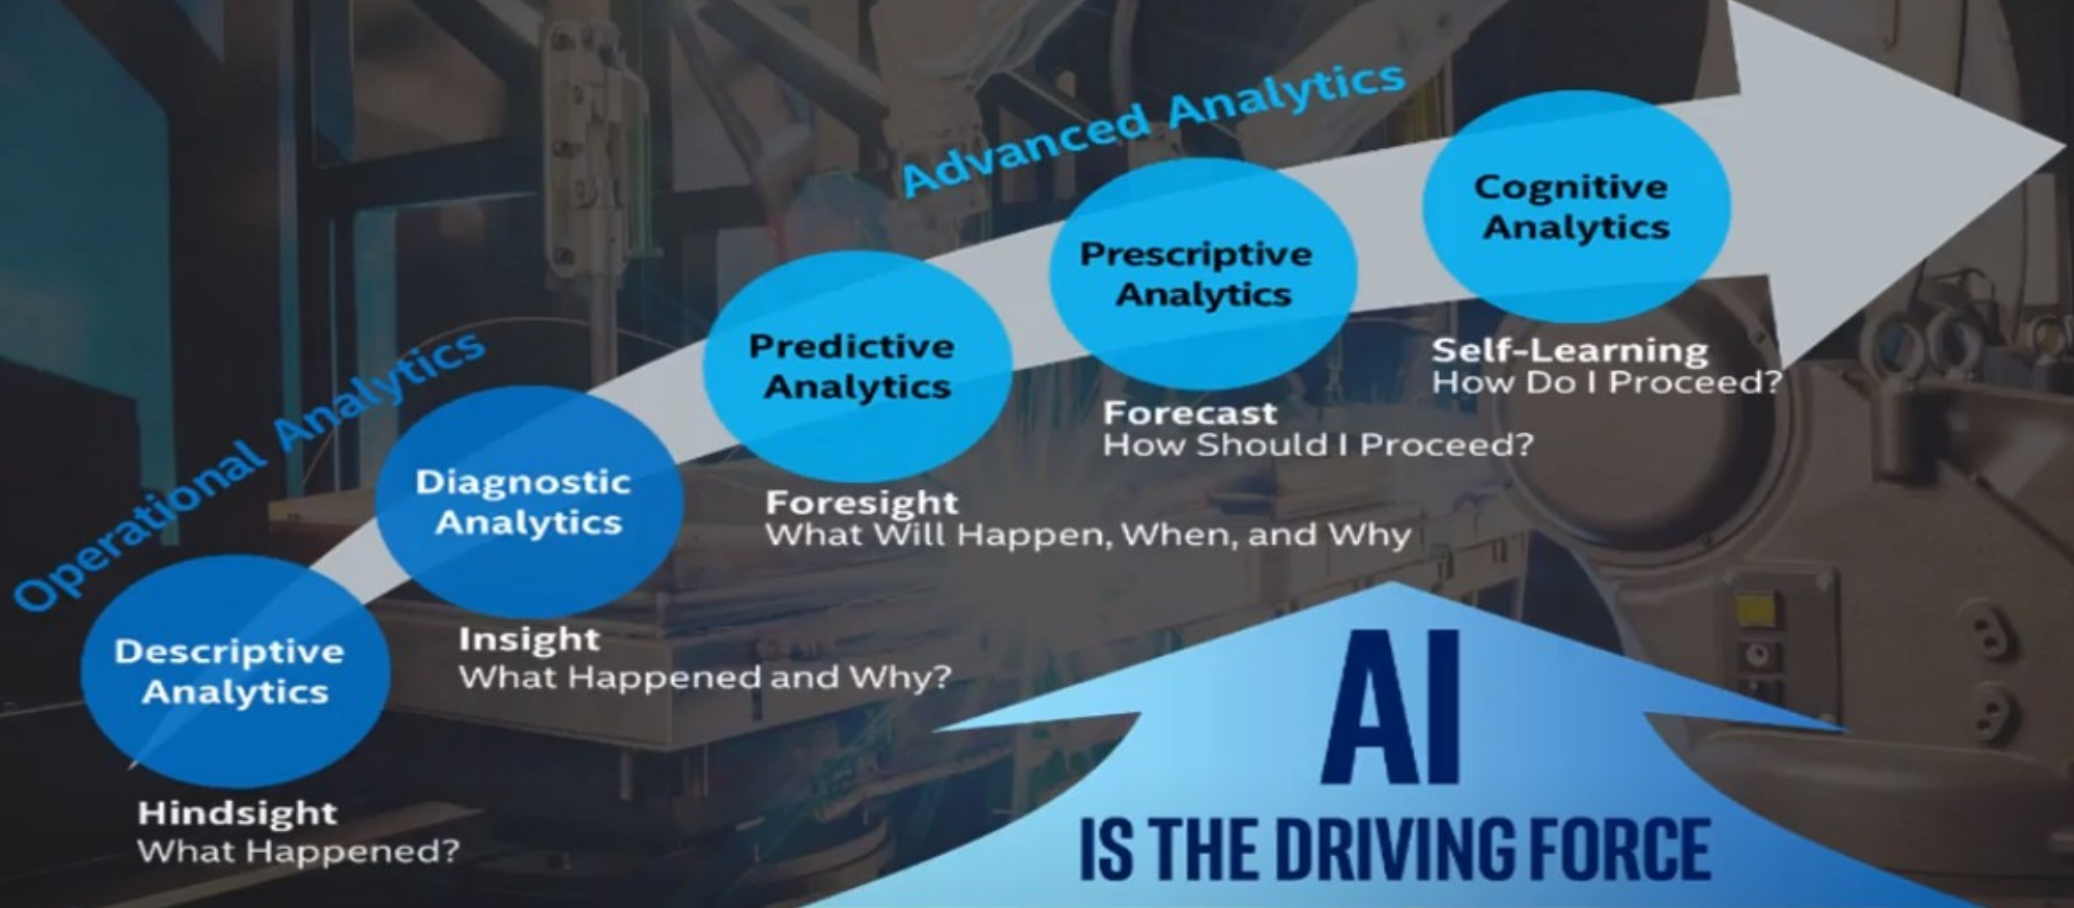 Operational Analytics
Advanced Analytics
Descriptive
Analytics
Hindsight
What Happened?
Diagnostic
Analytics
Insight
What Happened and Why?
Predictive
Analytics
Foresight
What Will Happen, When, and Why
Prescriptive
Analytics
Forecast
How Should I Proceed?
Cognitive
Analytics
Self-Learning
How Do I Proceed?
AI
IS THE DRIVING FORCE